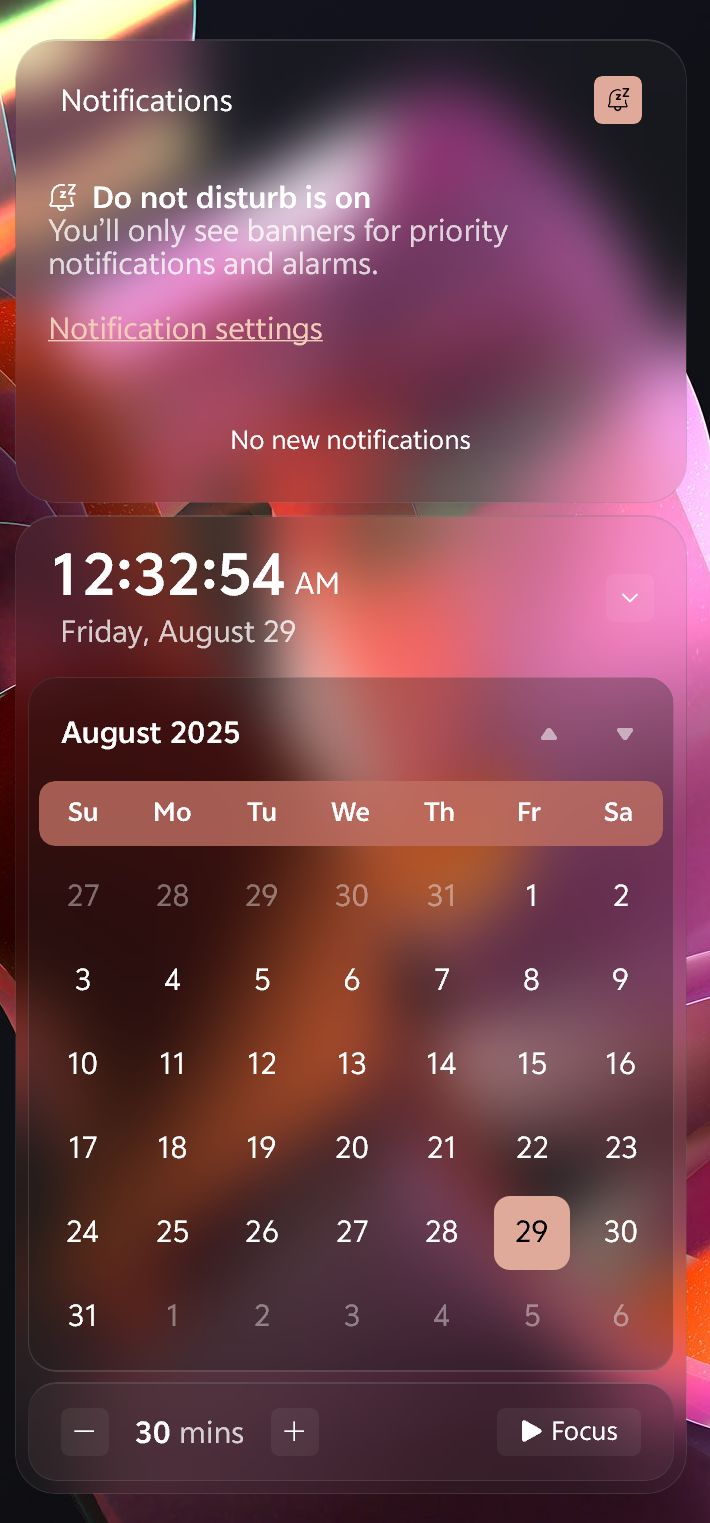 Notifications
Do not disturb is on
You’ll only see banners for priority
notifications and alarms.
Notification settings
No new notifications
12:32:54 AM
Friday, August 29
August 2025
Su Mo Tu We Th Fr Sa
27 28 29 30 31 1 2
3 4 5 6 7 8 9
10 11 12 13 14 15 16
17 18 19 20 21 22 23
24 25 26 27 28 29 30
31 1 2 3 4 5 6
30 mins Focus